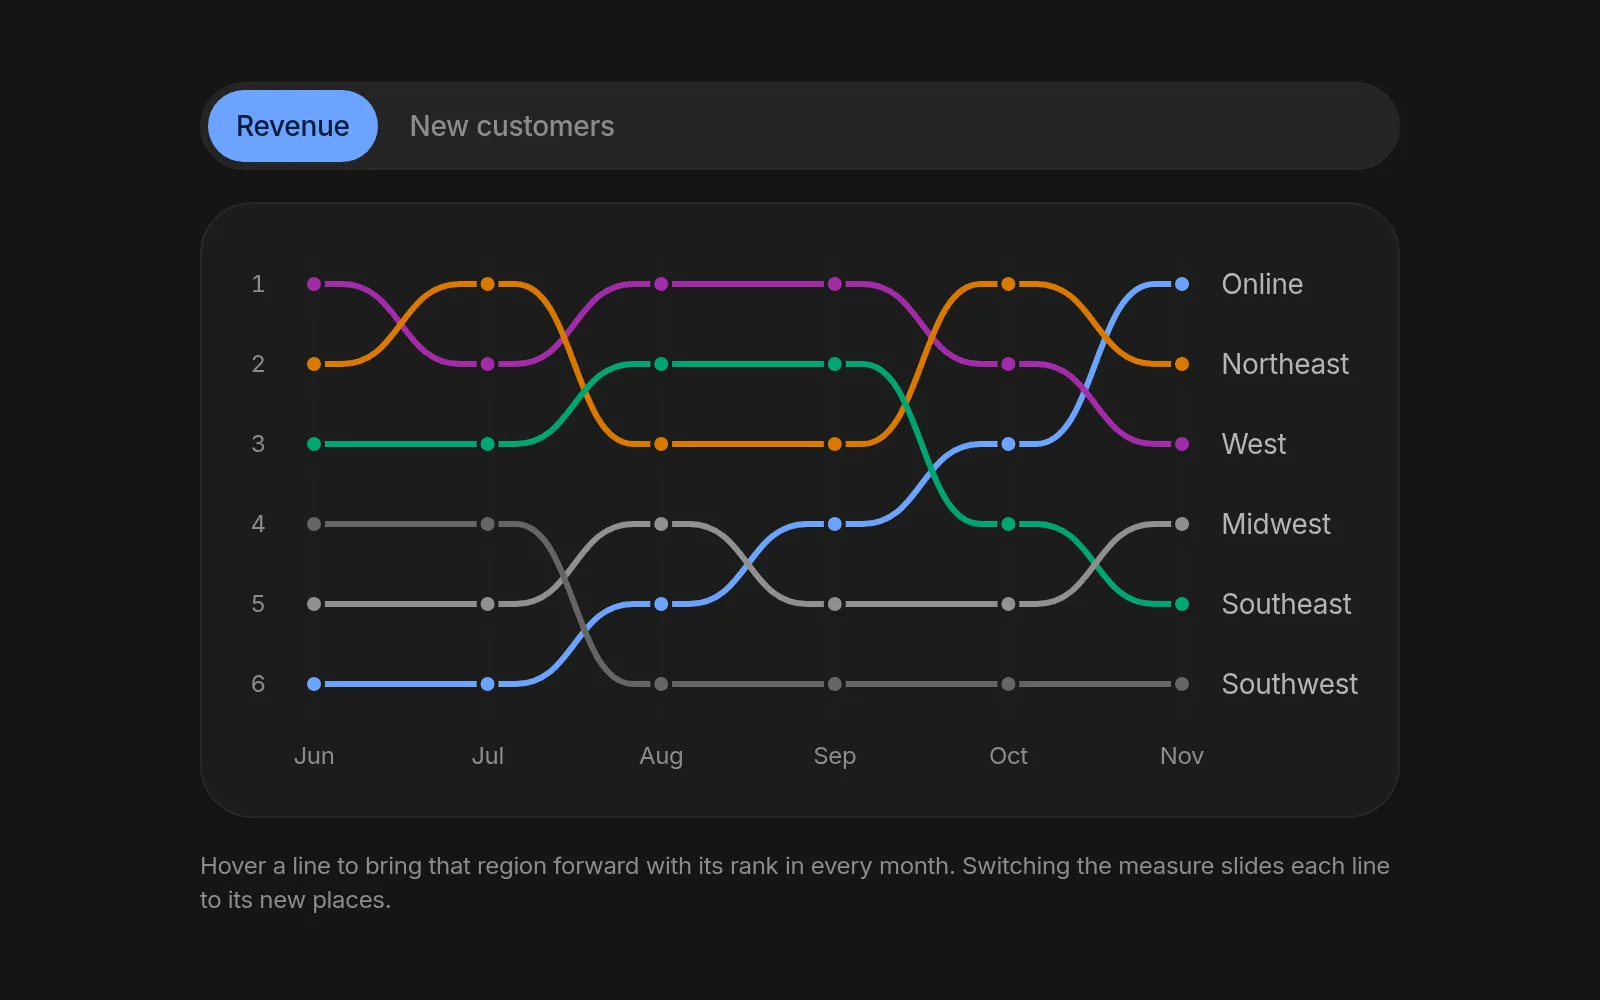 Revenue New customers
1 Online
2 Northeast
3 West
4 Midwest
5 Southeast
6 Southwest
Jun Jul Aug Sep Oct Nov
Hover a line to bring that region forward with its rank in every month. Switching the measure slides each line
to its new places.